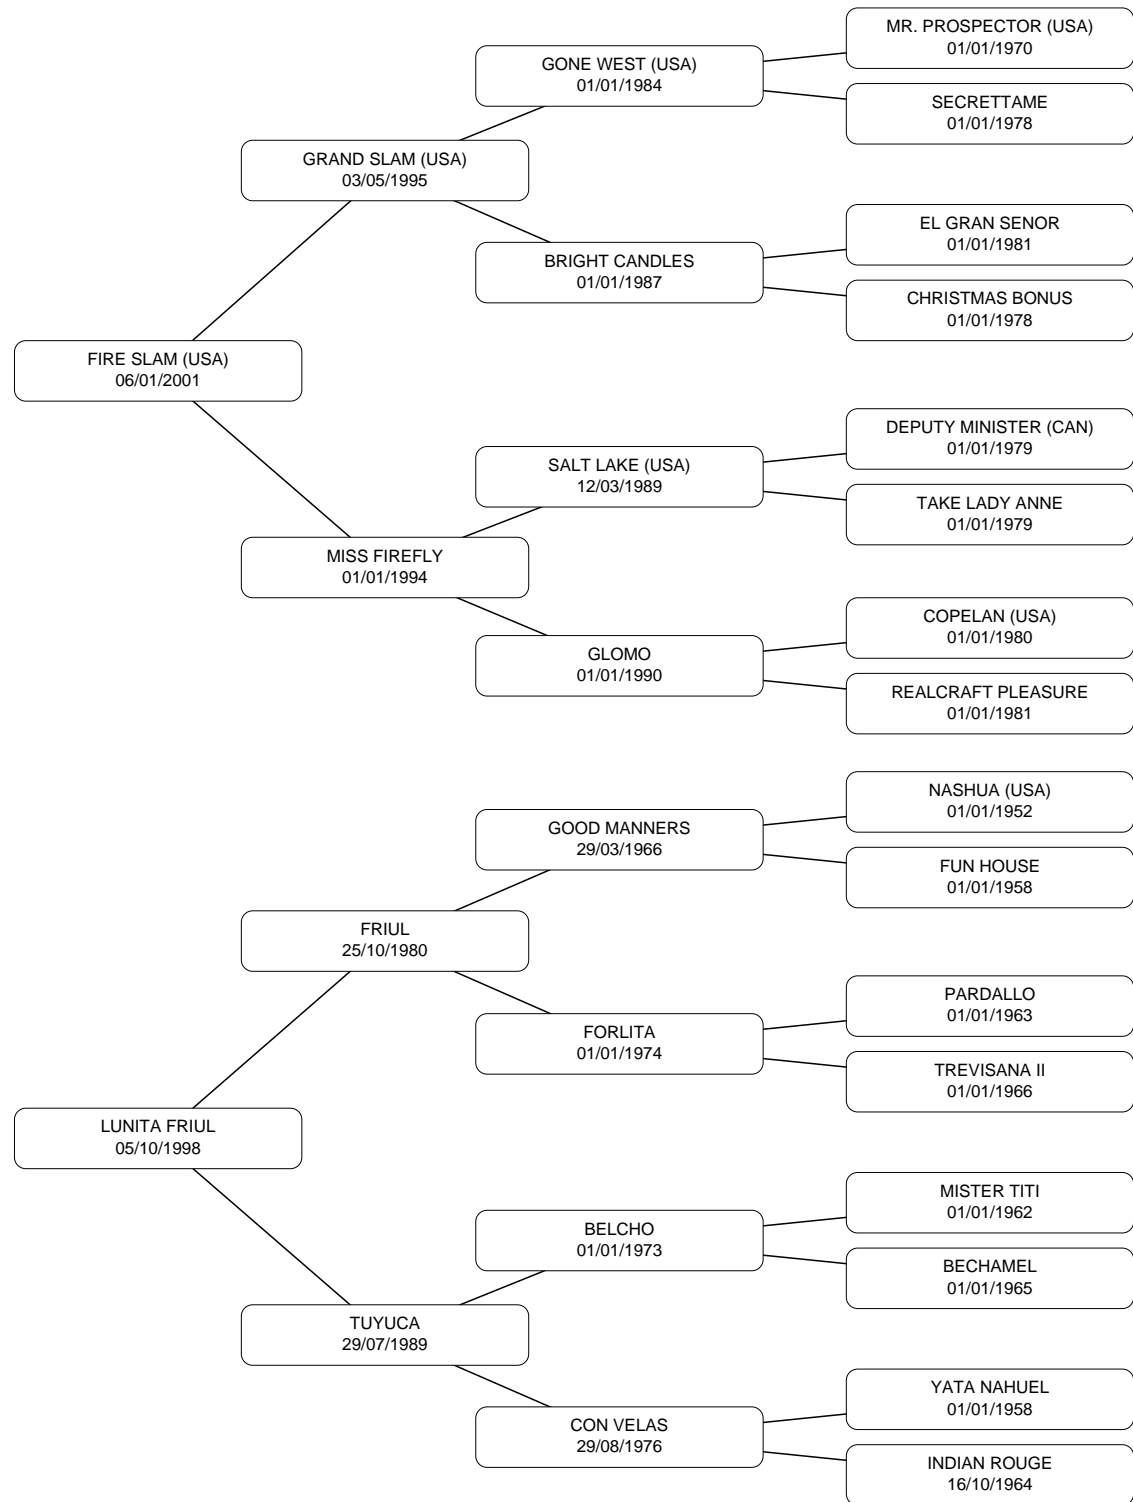 MR. PROSPECTOR (USA)
01/01/1970
GONE WEST (USA)
01/01/1984
SECRETTAME
01/01/1978
GRAND SLAM (USA)
03/05/1995
EL GRAN SENOR
01/01/1981
BRIGHT CANDLES
01/01/1987
CHRISTMAS BONUS
01/01/1978
FIRE SLAM (USA)
06/01/2001
DEPUTY MINISTER (CAN)
01/01/1979
SALT LAKE (USA)
12/03/1989
TAKE LADY ANNE
01/01/1979
MISS FIREFLY
01/01/1994
COPELAN (USA)
01/01/1980
GLOMO
01/01/1990
REALCRAFT PLEASURE
01/01/1981
NASHUA (USA)
01/01/1952
GOOD MANNERS
29/03/1966
FUN HOUSE
01/01/1958
FRIUL
25/10/1980
PARDALLO
01/01/1963
FORLITA
01/01/1974
TREVISANA II
01/01/1966
LUNITA FRIUL
05/10/1998
MISTER TITI
01/01/1962
BELCHO
01/01/1973
BECHAMEL
01/01/1965
TUYUCA
29/07/1989
YATA NAHUEL
01/01/1958
CON VELAS
29/08/1976
INDIAN ROUGE
16/10/1964